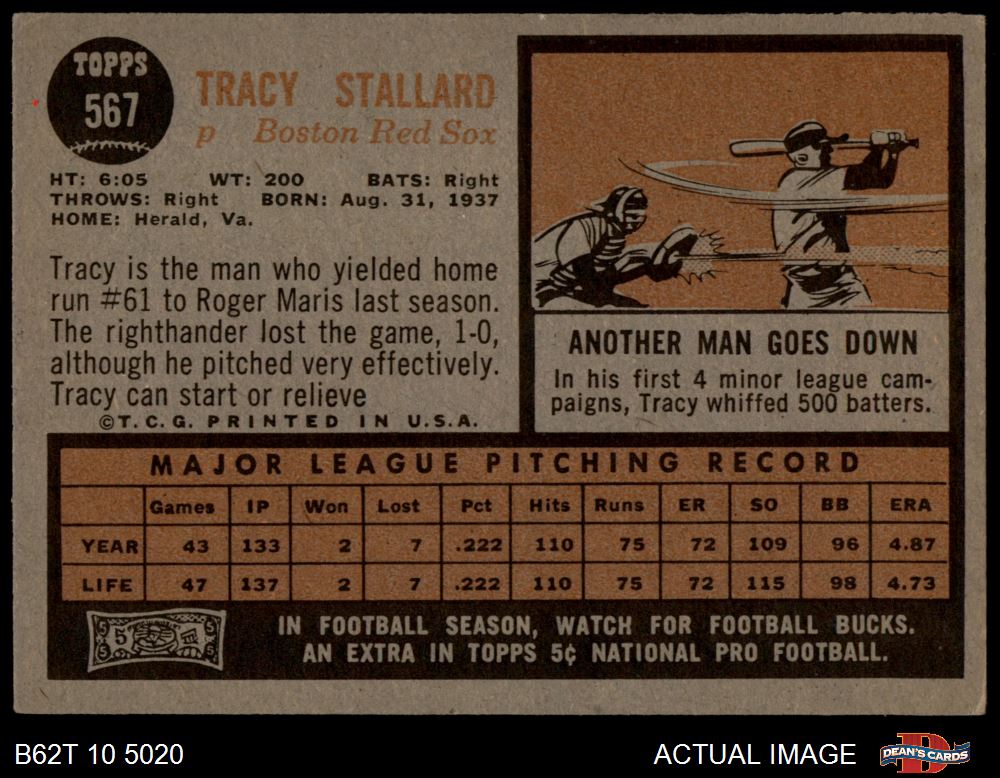 TOPPS
567
TRACY STALLARD
p Boston Red Sox
HT: 6:05 WT: 200 BATS: Right
THROWS: Right BORN: Aug. 31, 1937
HOME: Herald, Va.
Tracy is the man who yielded home
run #61 to Roger Maris last season.
The righthander lost the game, 1-0,
although he pitched very effectively.
Tracy can start or relieve
©T. C. G. PRINTED IN U.S.A.
ANOTHER MAN GOES DOWN
In his first 4 minor league cam-
paigns, Tracy whiffed 500 batters.
MAJOR LEAGUE PITCHING RECORD
Games IP Won Lost Pct Hits Runs ER SO BB ERA
YEAR 43 133 2 7 .222 110 75 72 109 96 4.87
LIFE 47 137 2 7 .222 110 75 72 115 98 4.73
5 5 5 5 5
IN FOOTBALL SEASON, WATCH FOR FOOTBALL BUCKS.
AN EXTRA IN TOPPS 5¢ NATIONAL PRO FOOTBALL.
B62T 10 5020
ACTUAL IMAGE
D
DEAN'S CARDS